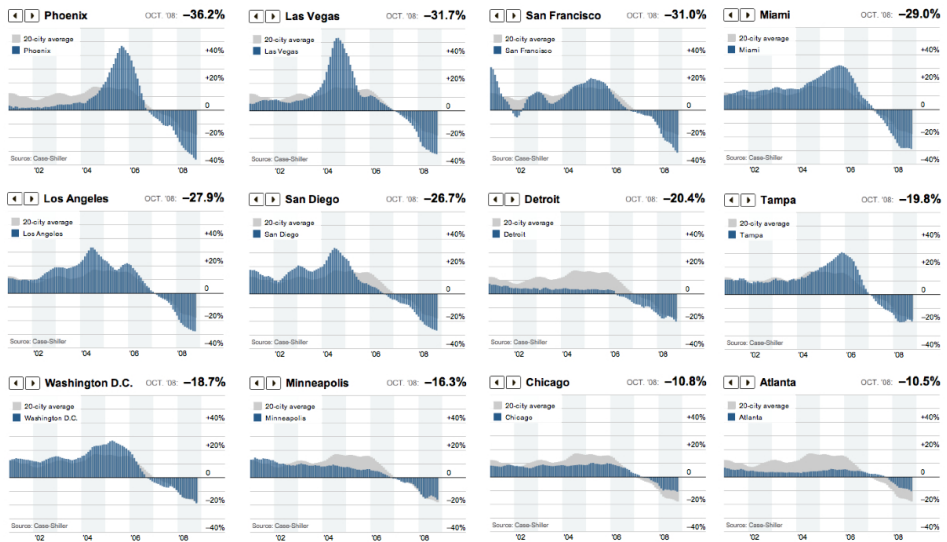 Phoenix OCT. '08: –36.2%
20-city average
Phoenix
+40%
+20%
0
–20%
–40%
Source: Case-Shiller
'02 '04 '06 '08
Las Vegas OCT. '08: –31.7%
20-city average
Las Vegas
+40%
+20%
0
–20%
–40%
Source: Case-Shiller
'02 '04 '06 '08
San Francisco OCT. '08: –31.0%
20-city average
San Francisco
+40%
+20%
0
–20%
–40%
Source: Case-Shiller
'02 '04 '06 '08
Miami OCT. '08: –29.0%
20-city average
Miami
+40%
+20%
0
–20%
–40%
Source: Case-Shiller
'02 '04 '06 '08
Los Angeles OCT. '08: –27.9%
20-city average
Los Angeles
+40%
+20%
0
–20%
–40%
Source: Case-Shiller
'02 '04 '06 '08
San Diego OCT. '08: –26.7%
20-city average
San Diego
+40%
+20%
0
–20%
–40%
Source: Case-Shiller
'02 '04 '06 '08
Detroit OCT. '08: –20.4%
20-city average
Detroit
+40%
+20%
0
–20%
–40%
Source: Case-Shiller
'02 '04 '06 '08
Tampa OCT. '08: –19.8%
20-city average
Tampa
+40%
+20%
0
–20%
–40%
Source: Case-Shiller
'02 '04 '06 '08
Washington D.C. OCT. '08: –18.7%
20-city average
Washington D.C.
+40%
+20%
0
–20%
–40%
Source: Case-Shiller
'02 '04 '06 '08
Minneapolis OCT. '08: –16.3%
20-city average
Minneapolis
+40%
+20%
0
–20%
–40%
Source: Case-Shiller
'02 '04 '06 '08
Chicago OCT. '08: –10.8%
20-city average
Chicago
+40%
+20%
0
–20%
–40%
Source: Case-Shiller
'02 '04 '06 '08
Atlanta OCT. '08: –10.5%
20-city average
Atlanta
+40%
+20%
0
–20%
–40%
Source: Case-Shiller
'02 '04 '06 '08